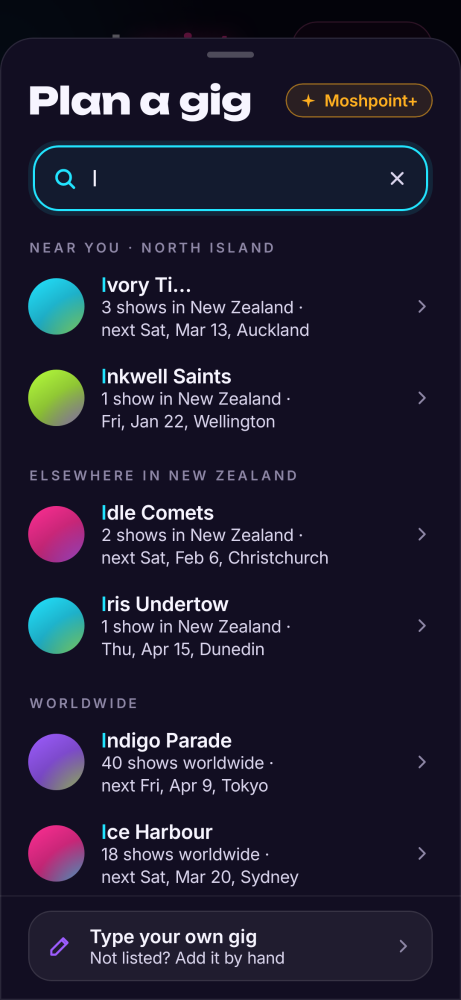 Plan a gig
Moshpoint+
I
NEAR YOU · NORTH ISLAND
Ivory Ti...
3 shows in New Zealand ·
next Sat, Mar 13, Auckland
Inkwell Saints
1 show in New Zealand ·
Fri, Jan 22, Wellington
ELSEWHERE IN NEW ZEALAND
Idle Comets
2 shows in New Zealand ·
next Sat, Feb 6, Christchurch
Iris Undertow
1 show in New Zealand ·
Thu, Apr 15, Dunedin
WORLDWIDE
Indigo Parade
40 shows worldwide ·
next Fri, Apr 9, Tokyo
Ice Harbour
18 shows worldwide ·
next Sat, Mar 20, Sydney
Type your own gig
Not listed? Add it by hand